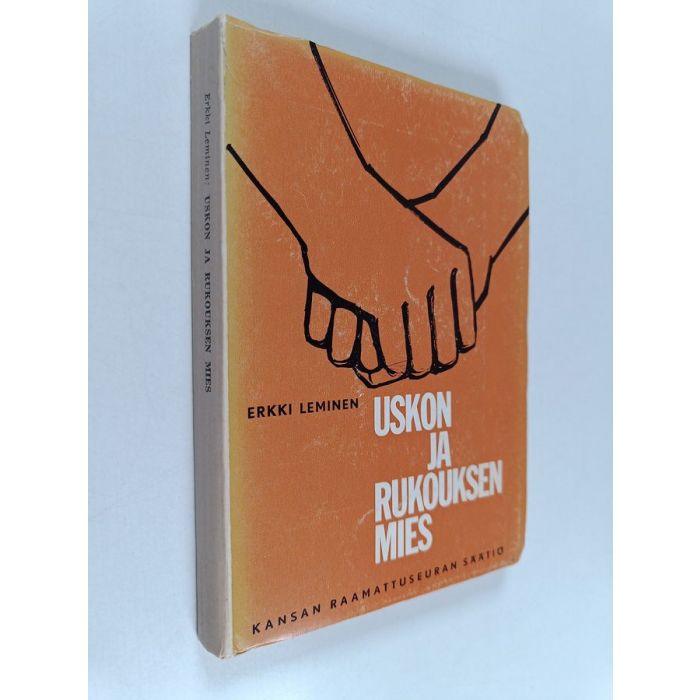 Erkki Leminen: USKON JA RUKOUKSEN MIES
ERKKI LEMINEN
USKON
JA
RUKOUKSEN
MIES
KANSAN RAAMATTUSEURAN SÄÄTIÖ